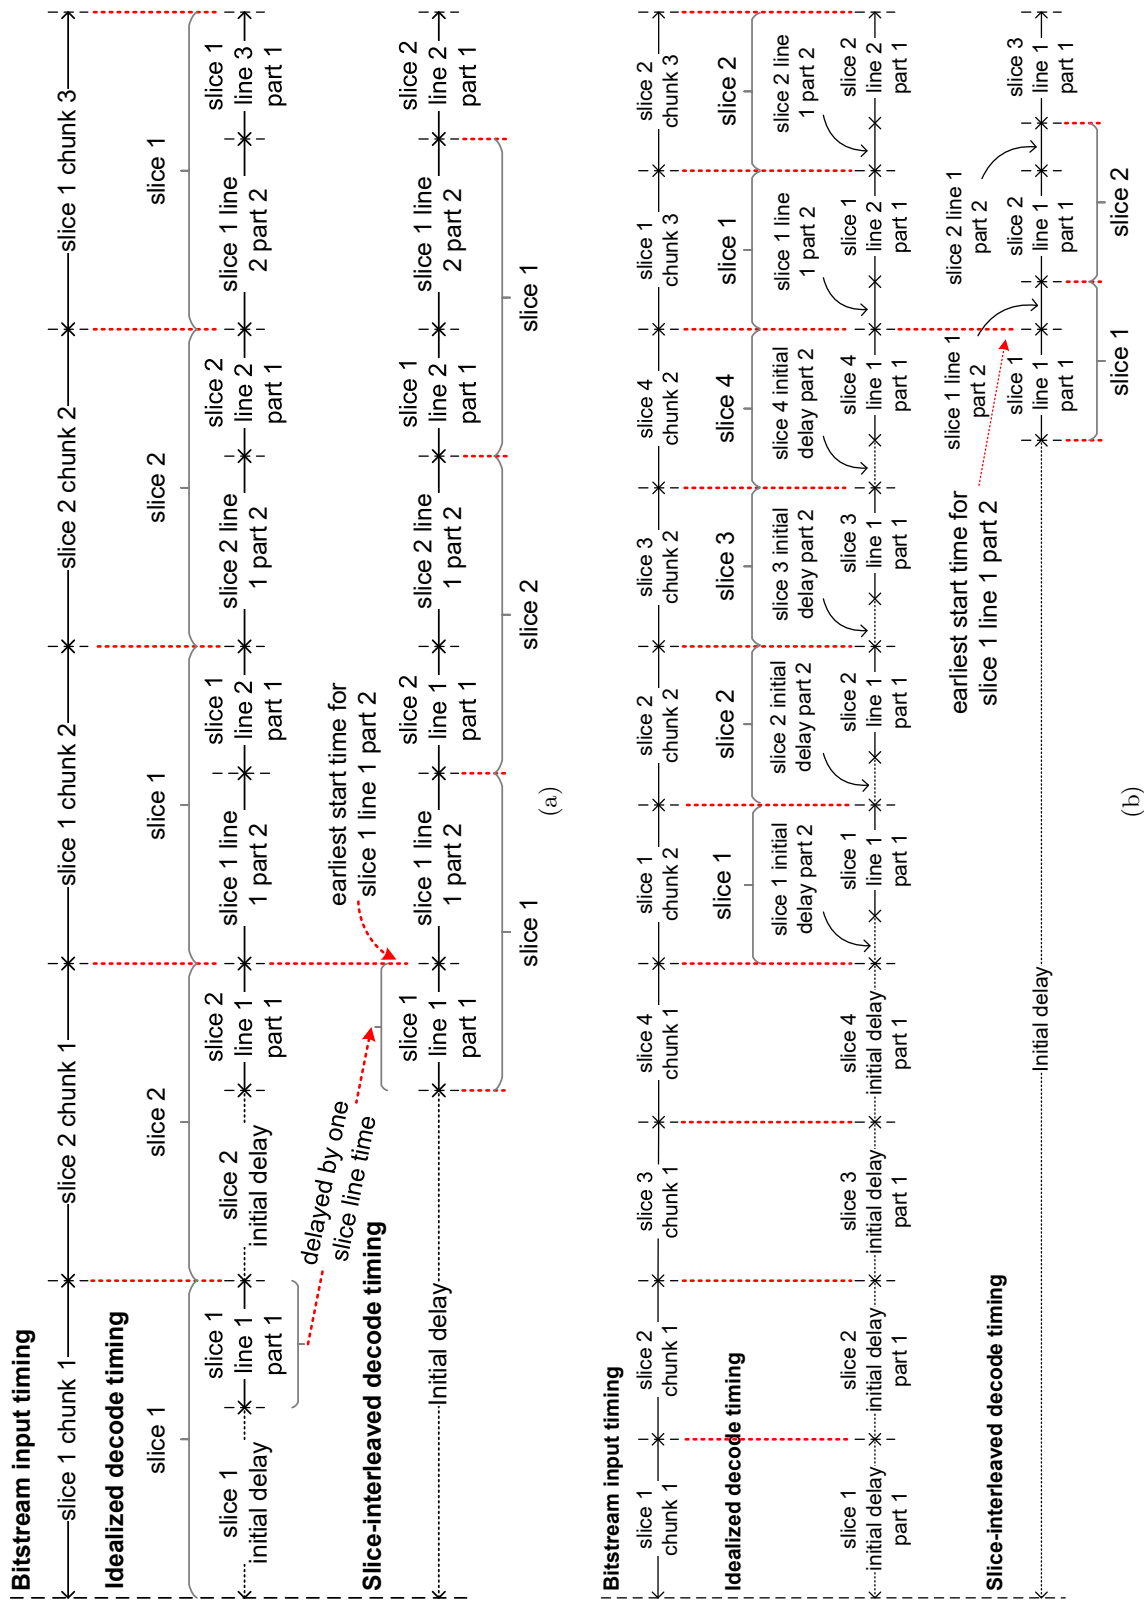 Bitstream input timing
slice 1 chunk 1
slice 2 chunk 1
slice 1 chunk 2
slice 2 chunk 2
slice 1 chunk 3
Idealized decode timing
slice 1
slice 2
slice 1
slice 2
slice 1
slice 1
initial delay
slice 1
line 1
part 1
slice 2
initial delay
slice 2
line 1
part 1
slice 1 line
1 part 2
slice 1
line 2
part 1
slice 2 line
1 part 2
slice 2
line 2
part 1
slice 1 line
2 part 2
slice 1
line 3
part 1
delayed by one
slice line time
earliest start time for
slice 1 line 1 part 2
Slice-interleaved decode timing
Initial delay
slice 1
line 1
part 1
slice 1 line
1 part 2
slice 2
line 1
part 1
slice 2 line
1 part 2
slice 1
line 2
part 1
slice 1 line
2 part 2
slice 2
line 2
part 1
slice 1
slice 2
slice 1
(a)
Bitstream input timing
slice 1
chunk 1
slice 2
chunk 1
slice 3
chunk 1
slice 4
chunk 1
slice 1
chunk 2
slice 2
chunk 2
slice 3
chunk 2
slice 4
chunk 2
slice 1
chunk 3
slice 2
chunk 3
Idealized decode timing
slice 1
slice 2
slice 3
slice 4
slice 1
slice 2
slice 1 initial
delay part 2
slice 2 initial
delay part 2
slice 3 initial
delay part 2
slice 4 initial
delay part 2
slice 1 line
1 part 2
slice 2 line
1 part 2
slice 1
initial delay
part 1
slice 2
initial delay
part 1
slice 3
initial delay
part 1
slice 4
initial delay
part 1
slice 1
line 1
part 1
slice 2
line 1
part 1
slice 3
line 1
part 1
slice 4
line 1
part 1
slice 1
line 2
part 1
slice 2
line 2
part 1
earliest start time for
slice 1 line 1 part 2
slice 1 line 1
part 2
slice 2 line 1
part 2
Slice-interleaved decode timing
Initial delay
slice 1
line 1
part 1
slice 2
line 1
part 1
slice 3
line 1
part 1
slice 1
slice 2
(b)